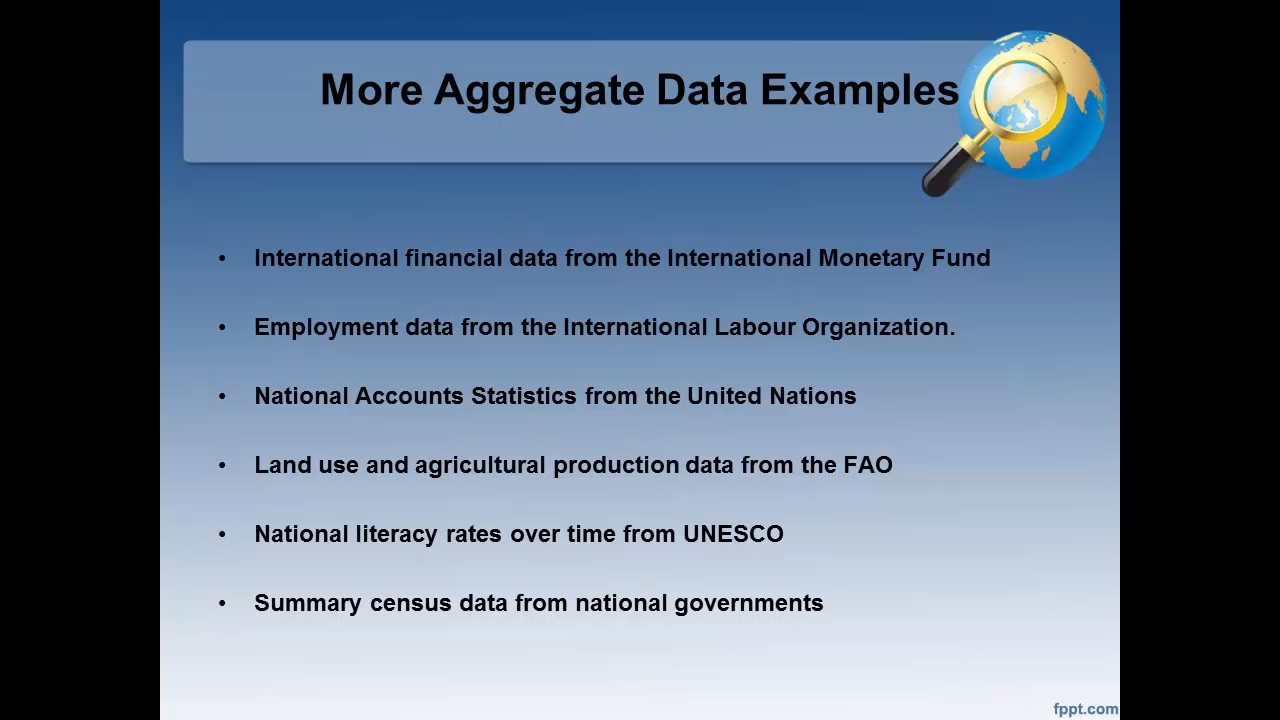 More Aggregate Data Examples
• International financial data from the International Monetary Fund
• Employment data from the International Labour Organization.
• National Accounts Statistics from the United Nations
• Land use and agricultural production data from the FAO
• National literacy rates over time from UNESCO
• Summary census data from national governments
fppt.com